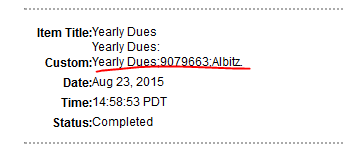 Item Title:Yearly Dues
Yearly Dues:
Custom:Yearly Dues:9079663:Albitz
Date:Aug 23, 2015
Time:14:58:53 PDT
Status:Completed